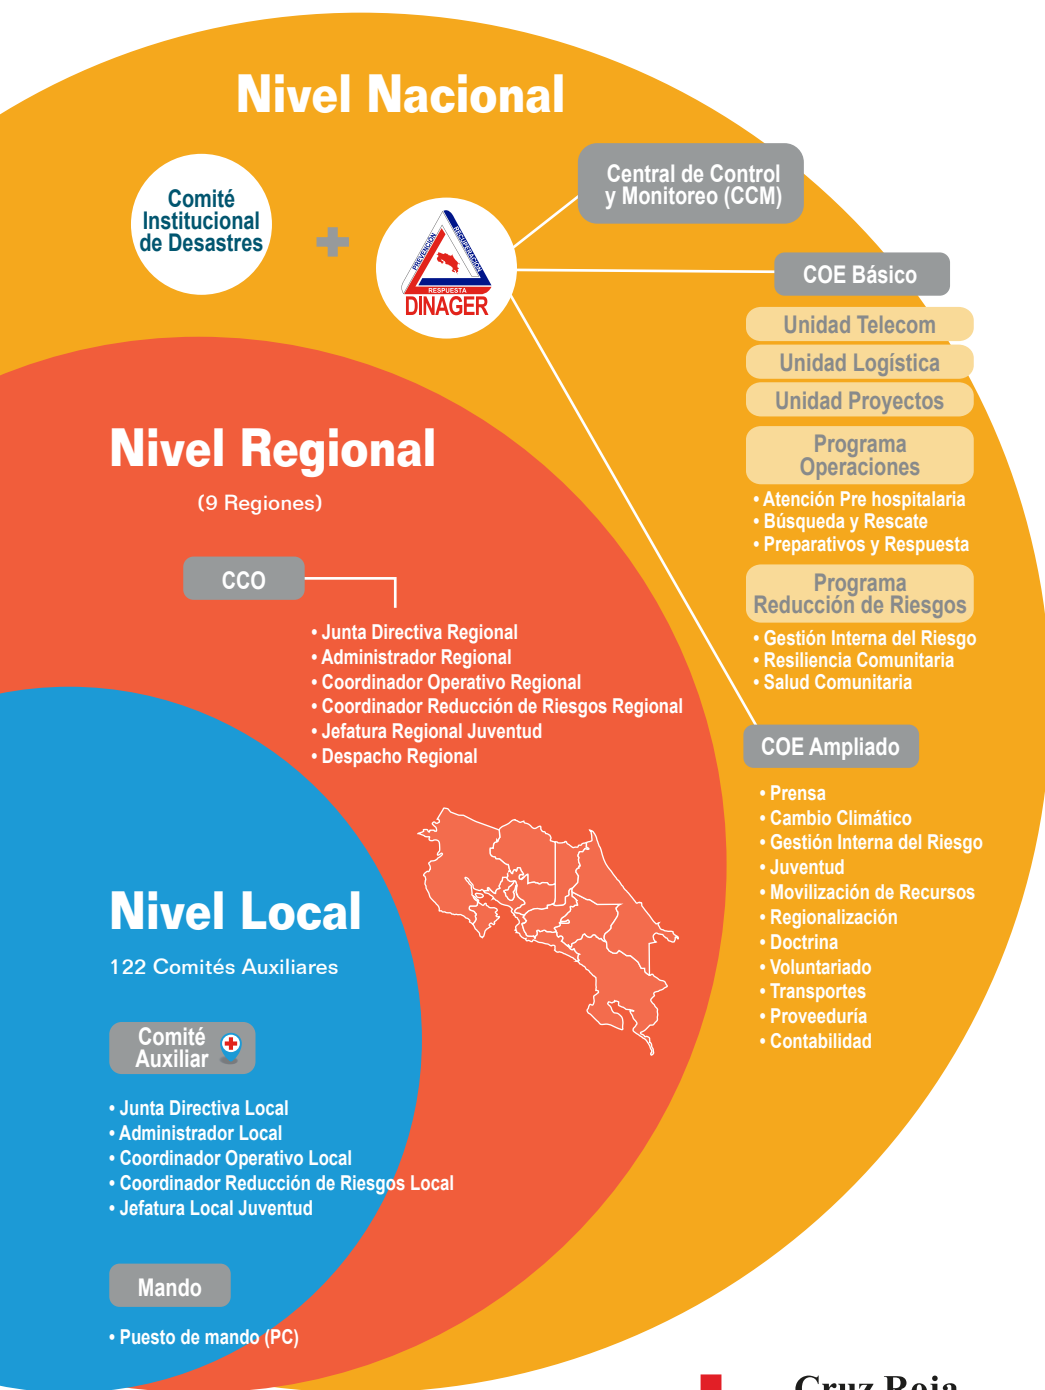 Nivel Nacional
Comité
Institucional
de Desastres
PREVENCIÓN
RECUPERACIÓN
RESPUESTA
DINAGER
Central de Control
y Monitoreo (CCM)
COE Básico
Unidad Telecom
Unidad Logística
Unidad Proyectos
Programa
Operaciones
• Atención Pre hospitalaria
• Búsqueda y Rescate
• Preparativos y Respuesta
Programa
Reducción de Riesgos
• Gestión Interna del Riesgo
• Resiliencia Comunitaria
• Salud Comunitaria
COE Ampliado
• Prensa
• Cambio Climático
• Gestión Interna del Riesgo
• Juventud
• Movilización de Recursos
• Regionalización
• Doctrina
• Voluntariado
• Transportes
• Proveeduría
• Contabilidad
Nivel Regional
(9 Regiones)
CCO
• Junta Directiva Regional
• Administrador Regional
• Coordinador Operativo Regional
• Coordinador Reducción de Riesgos Regional
• Jefatura Regional Juventud
• Despacho Regional
Nivel Local
122 Comités Auxiliares
Comité
Auxiliar
• Junta Directiva Local
• Administrador Local
• Coordinador Operativo Local
• Coordinador Reducción de Riesgos Local
• Jefatura Local Juventud
Mando
• Puesto de mando (PC)
Cruz Roja